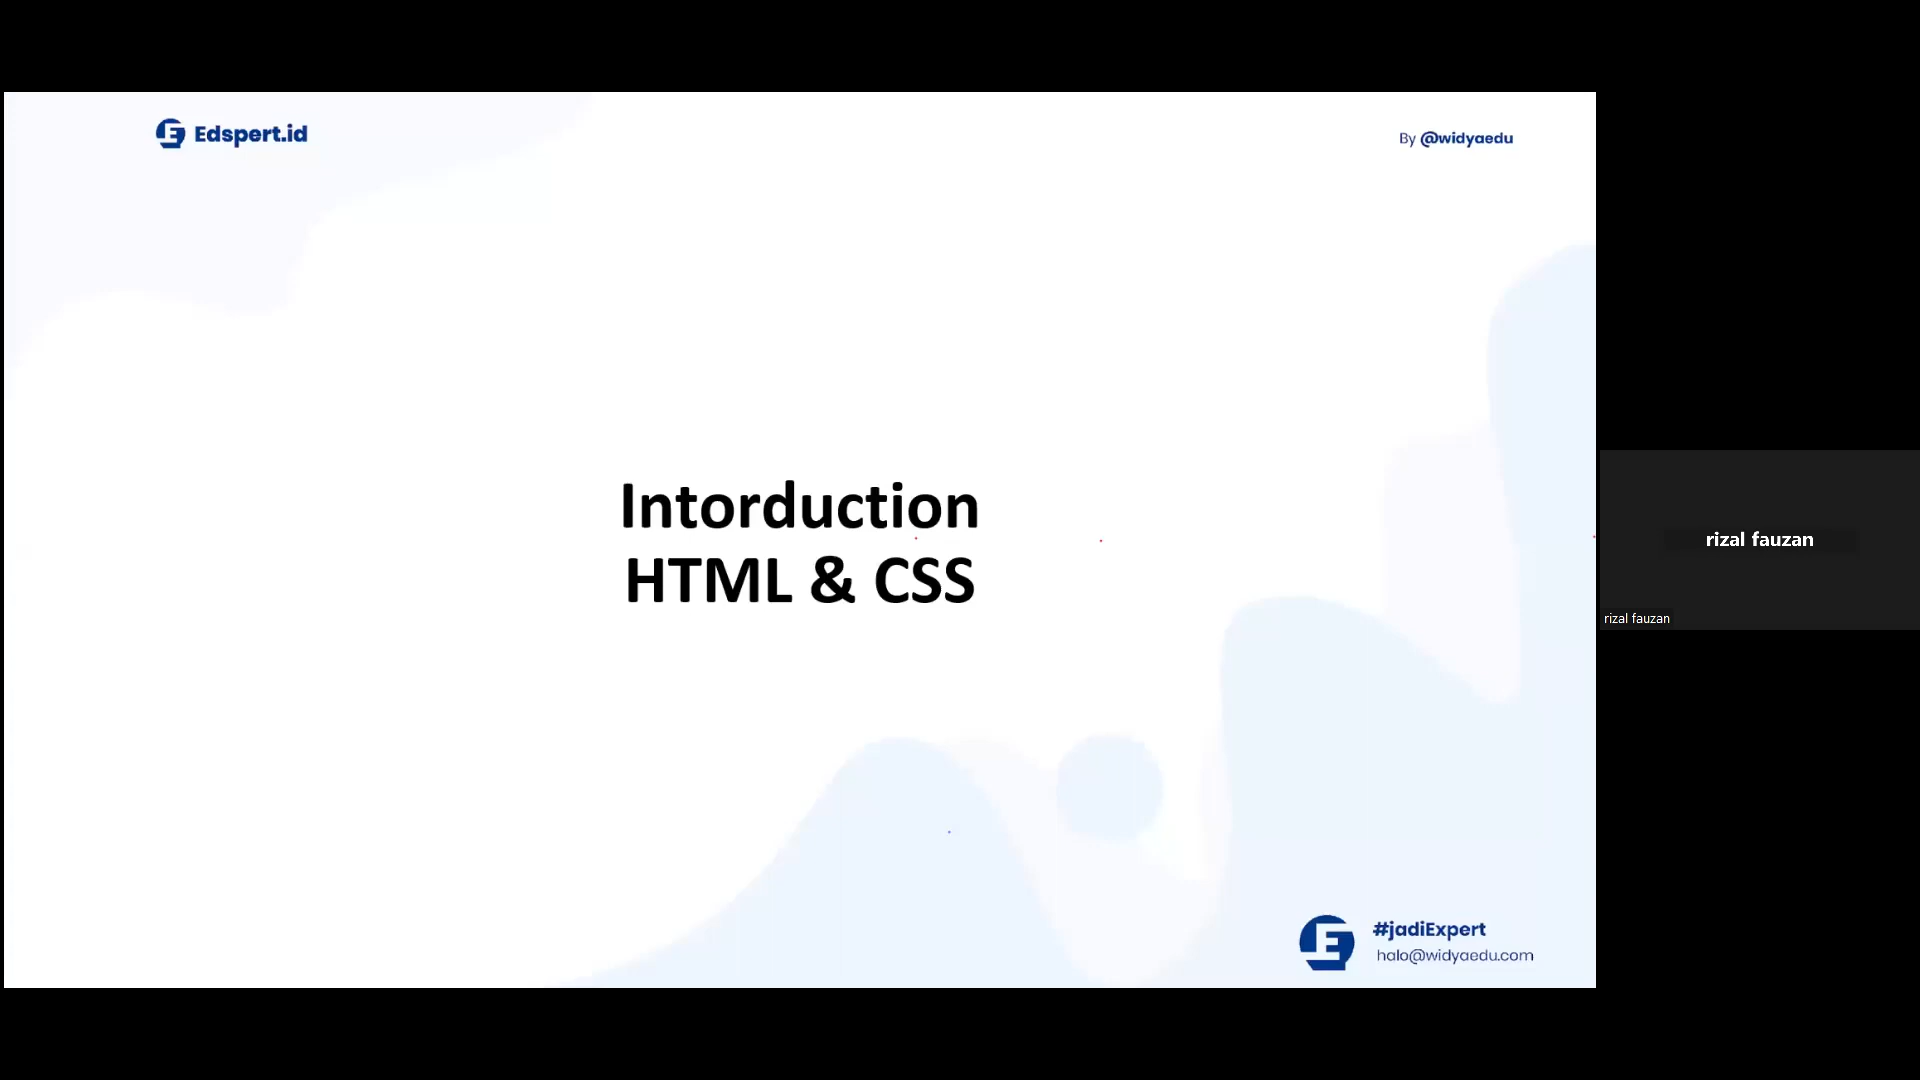 Edspert.id
By @widyaedu
Intorduction
HTML & CSS
rizal fauzan
rizal fauzan
#jadiExpert
halo@widyaedu.com